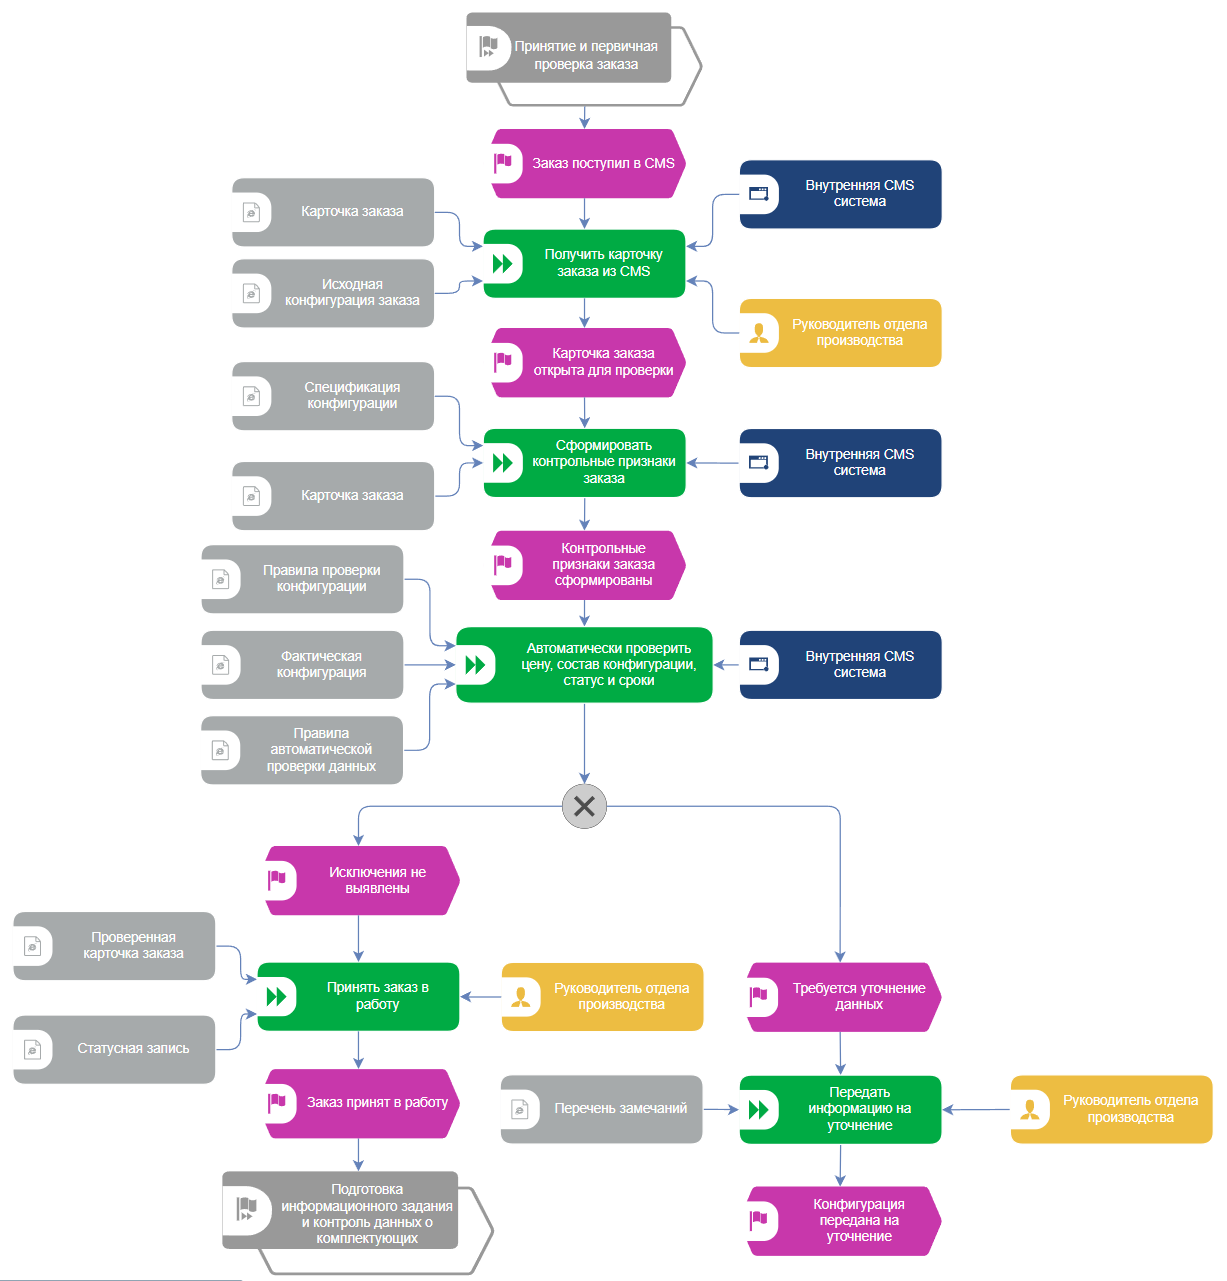 Принятие и первичная
проверка заказа
Заказ поступил в CMS
Внутренняя CMS
система
Карточка заказа
Получить карточку
заказа из CMS
Исходная
конфигурация заказа
Руководитель отдела
производства
Карточка заказа
открыта для проверки
Спецификация
конфигурации
Сформировать
контрольные признаки
заказа
Внутренняя CMS
система
Карточка заказа
Контрольные
признаки заказа
сформированы
Правила проверки
конфигурации
Автоматически проверить
цену, состав конфигурации,
статус и сроки
Фактическая
конфигурация
Внутренняя CMS
система
Правила
автоматической
проверки данных
Исключения не
выявлены
Проверенная
карточка заказа
Принять заказ в
работу
Руководитель отдела
производства
Требуется уточнение
данных
Статусная запись
Заказ принят в работу
Перечень замечаний
Передать
информацию на
уточнение
Руководитель отдела
производства
Подготовка
информационного задания
и контроль данных о
комплектующих
Конфигурация
передана на
уточнение